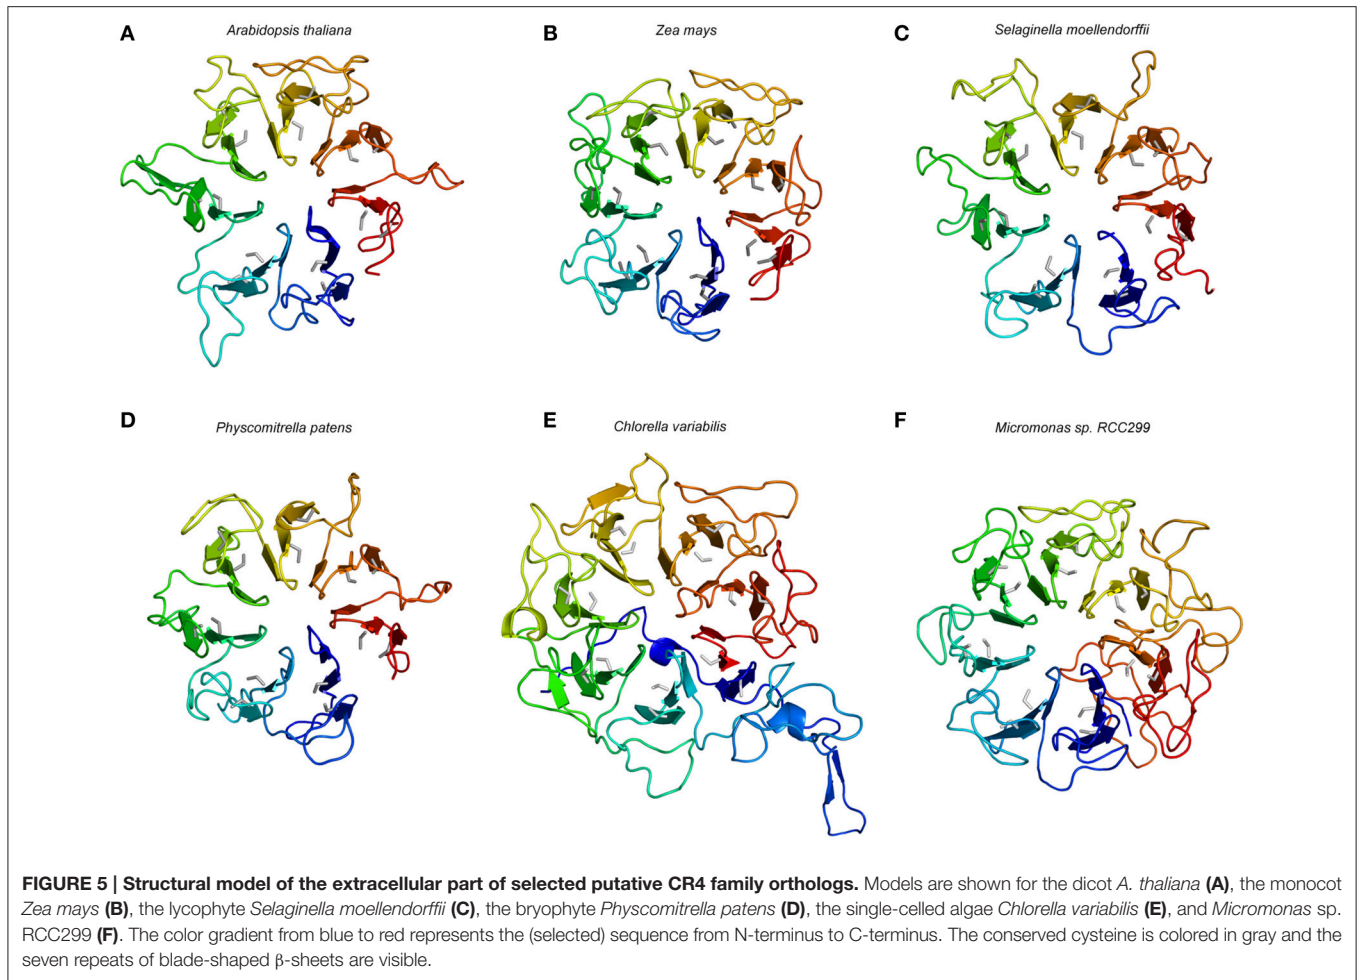 A
Arabidopsis thaliana
B
Zea mays
C
Selaginella moellendorffii
D
Physcomitrella patens
E
Chlorella variabilis
F
Micromonas sp. RCC299
FIGURE 5 | Structural model of the extracellular part of selected putative CR4 family orthologs. Models are shown for the dicot A. thaliana (A), the monocot
Zea mays (B), the lycophyte Selaginella moellendorffii (C), the bryophyte Physcomitrella patens (D), the single-celled algae Chlorella variabilis (E), and Micromonas sp.
RCC299 (F). The color gradient from blue to red represents the (selected) sequence from N-terminus to C-terminus. The conserved cysteine is colored in gray and the
seven repeats of blade-shaped β-sheets are visible.